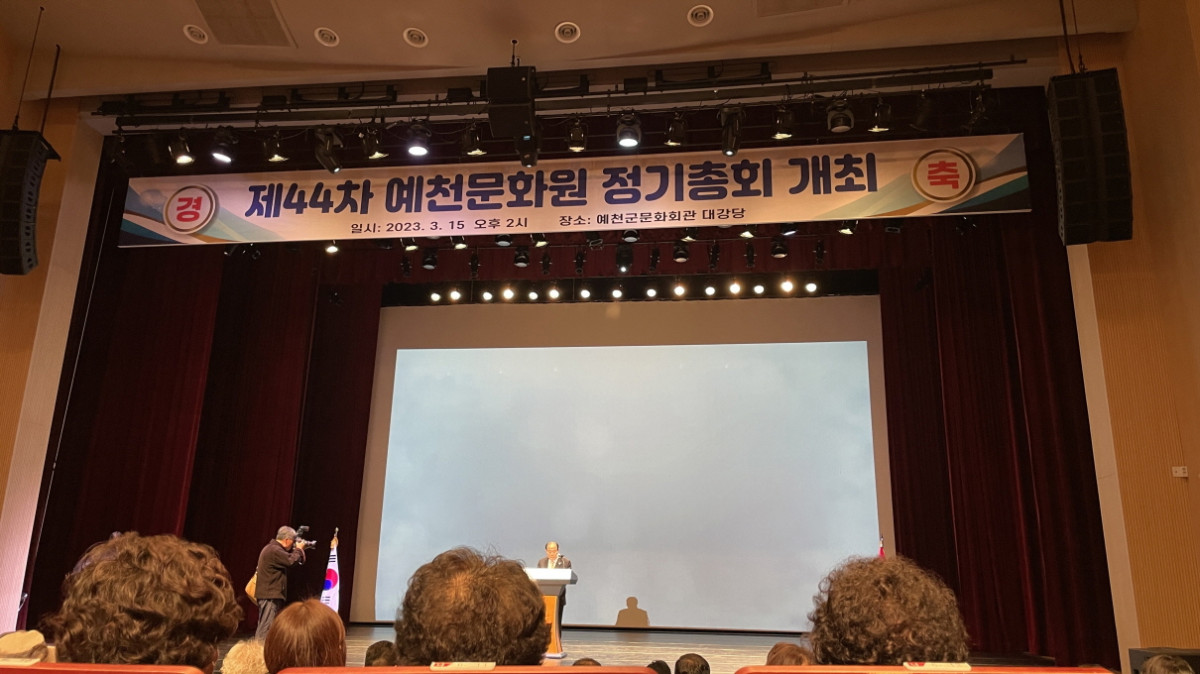 경 제44차 예천문화원 정기총회 개최 축
일시: 2023. 3. 15 오후 2시 장소: 예천군문화회관 대강당